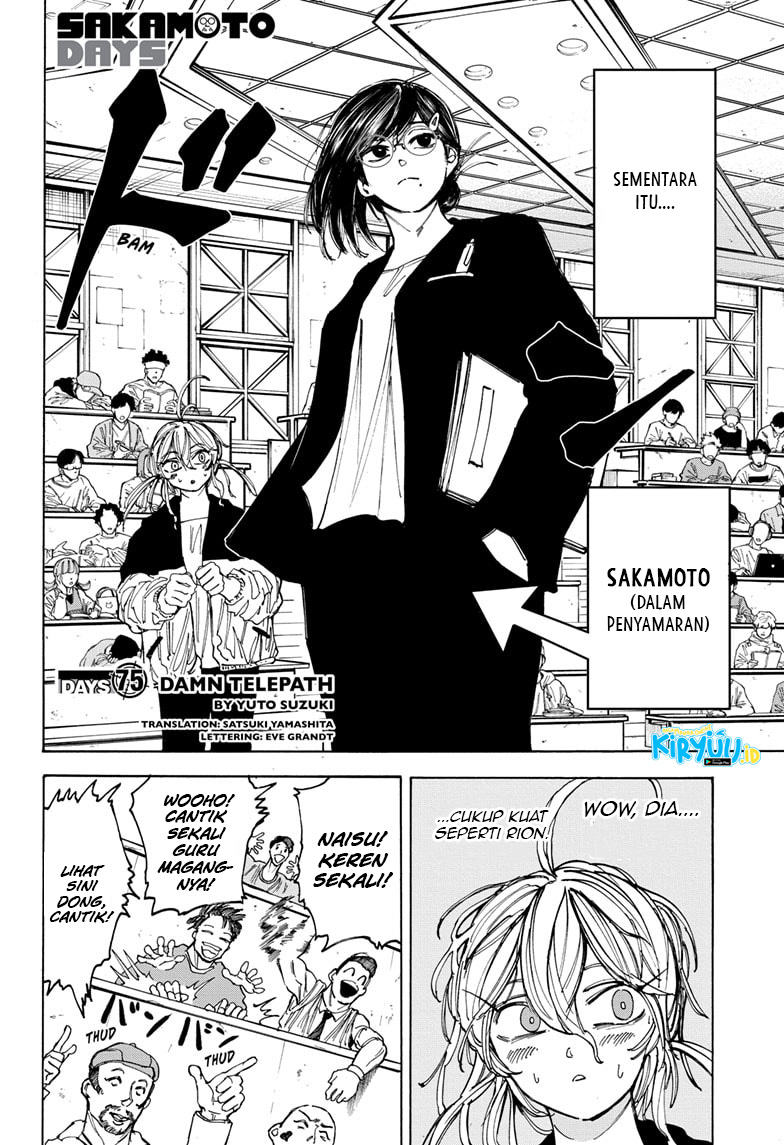 SAKAMOTO
DAYS
ド
BAM
SEMENTARA
ITU....
SAKAMOTO
(DALAM
PENYAMARAN)
DAYS 75 DAMN TELEPATH
BY YUTO SUZUKI
TRANSLATION: SATSUKI YAMASHITA
LETTERING: EVE GRANDT
KIRYUU.ID
WOW, DIA....
...CUKUP KUAT
SEPERTI RION!
NAISU!
KEREN
SEKALI!
WOOHO!
CANTIK
SEKALI
GURU
MAGANG-
NYA!
LIHAT
SINI
DONG,
CANTIK!
バン バン
THUD
THUD